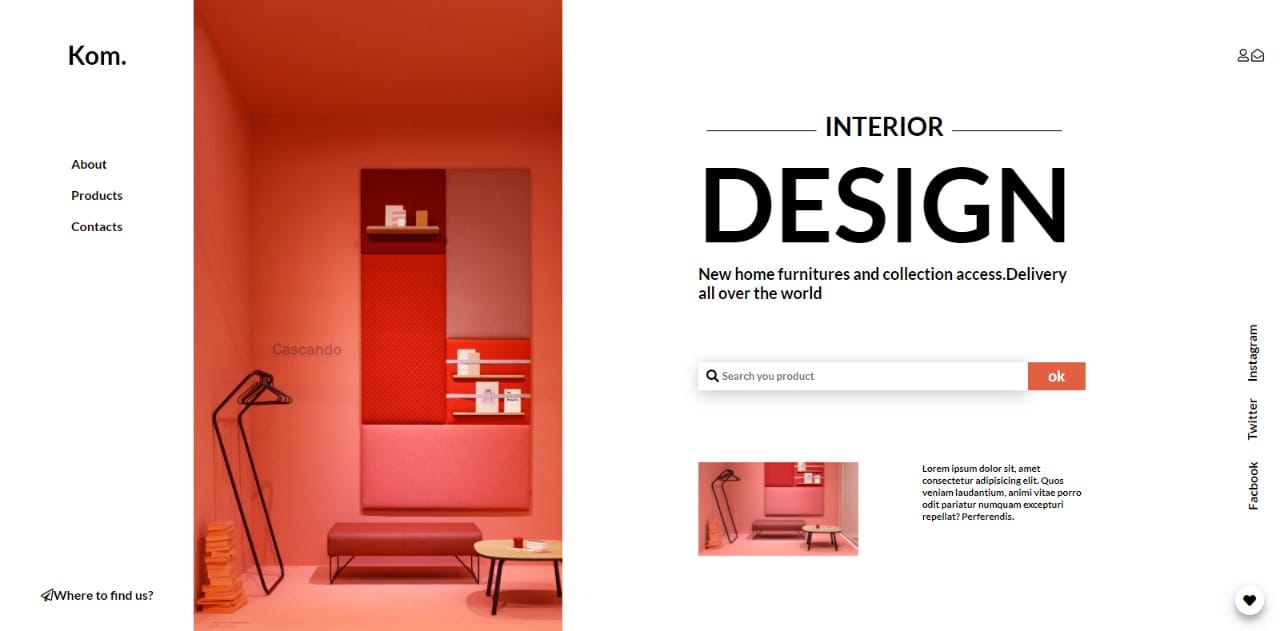 Kom.
About
Products
Contacts
Where to find us?
Cascando
INTERIOR
DESIGN
New home furnitures and collection access.Delivery
all over the world
Search you product
ok
Lorem ipsum dolor sit, amet
consectetur adipisicing elit. Quos
veniam laudantium, animi vitae porro
odit pariatur numquam excepturi
repellat? Perferendis.
Instagram
Twitter
Facbook